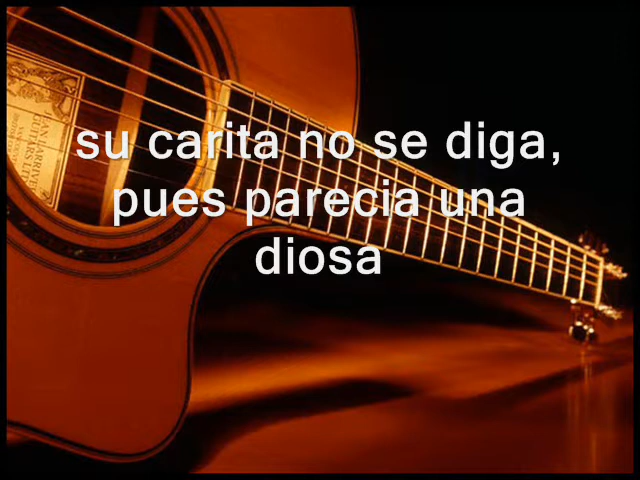 su carita no se diga,
pues parecia una
diosa